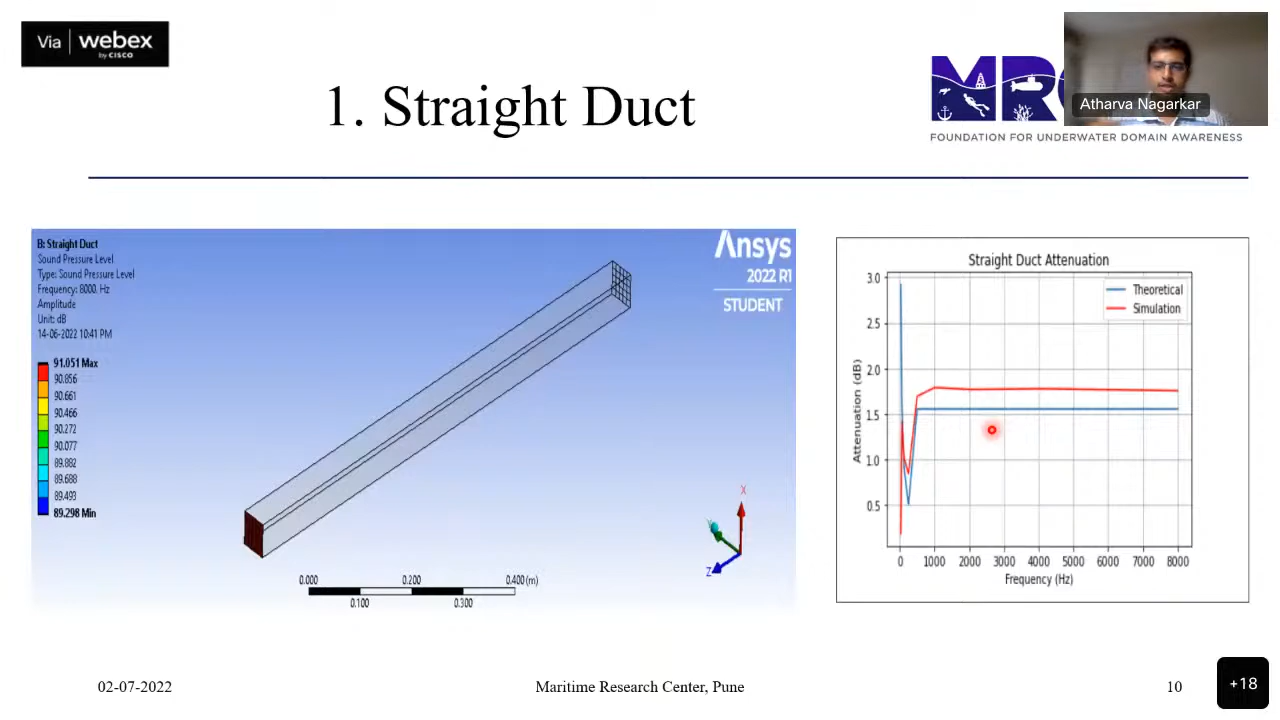 Via | webex
by CISCO
1. Straight Duct
MR
FOUNDATION FOR UNDERWATER DOMAIN AWARENESS
Atharva Nagarkar
B: Straight Duct
Sound Pressure Level
Type: Sound Pressure Level
Frequency: 8000. Hz
Amplitude
Unit: dB
14-06-2022 10:41 PM
91.051 Max
90.856
90.661
90.466
90.272
90.077
89.882
89.688
89.493
89.298 Min
Ansys
2022 R1
STUDENT
0.000 0.200 0.400 (m)
0.100 0.300
X
Y
Z
Straight Duct Attenuation
Theoretical
Simulation
Attenuation (dB)
3.0
2.5
2.0
1.5
1.0
0.5
0 1000 2000 3000 4000 5000 6000 7000 8000
Frequency (Hz)
02-07-2022
Maritime Research Center, Pune
10
+18